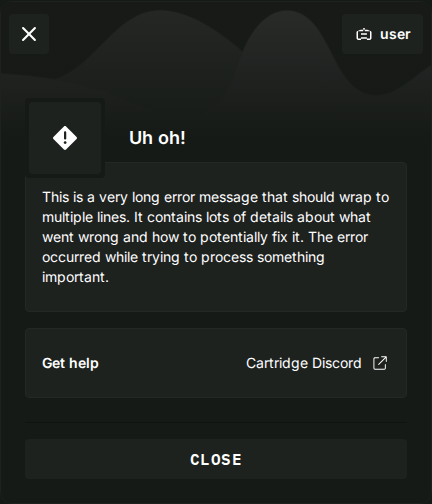 user
Uh oh!
This is a very long error message that should wrap to
multiple lines. It contains lots of details about what
went wrong and how to potentially fix it. The error
occurred while trying to process something
important.
Get help Cartridge Discord
CLOSE